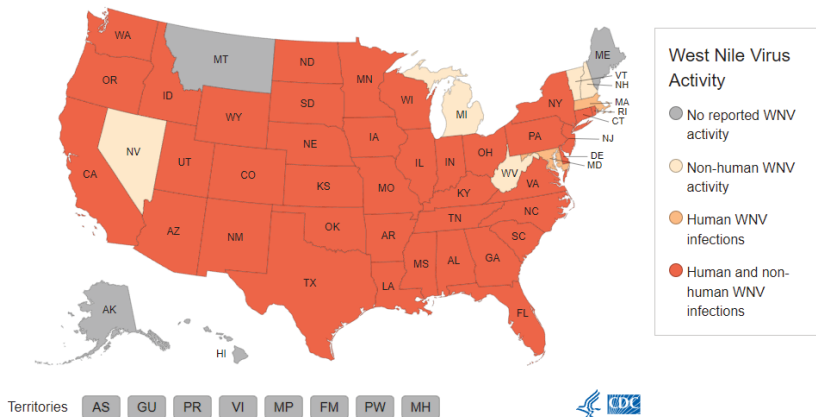 WA
MT
ND
MN
ME
VT
NH
OR
ID
SD
WI
MI
NY
MA
RI
CT
WY
NE
IA
PA
NJ
NV
UT
CO
IL
IN
OH
DE
MD
CA
KS
MO
KY
WV
VA
AZ
NM
OK
AR
TN
NC
SC
TX
LA
MS
AL
GA
FL
AK
HI
West Nile Virus
Activity
No reported WNV
activity
Non-human WNV
activity
Human WNV
infections
Human and non-
human WNV
infections
Territories AS GU PR VI MP FM PW MH
CDC